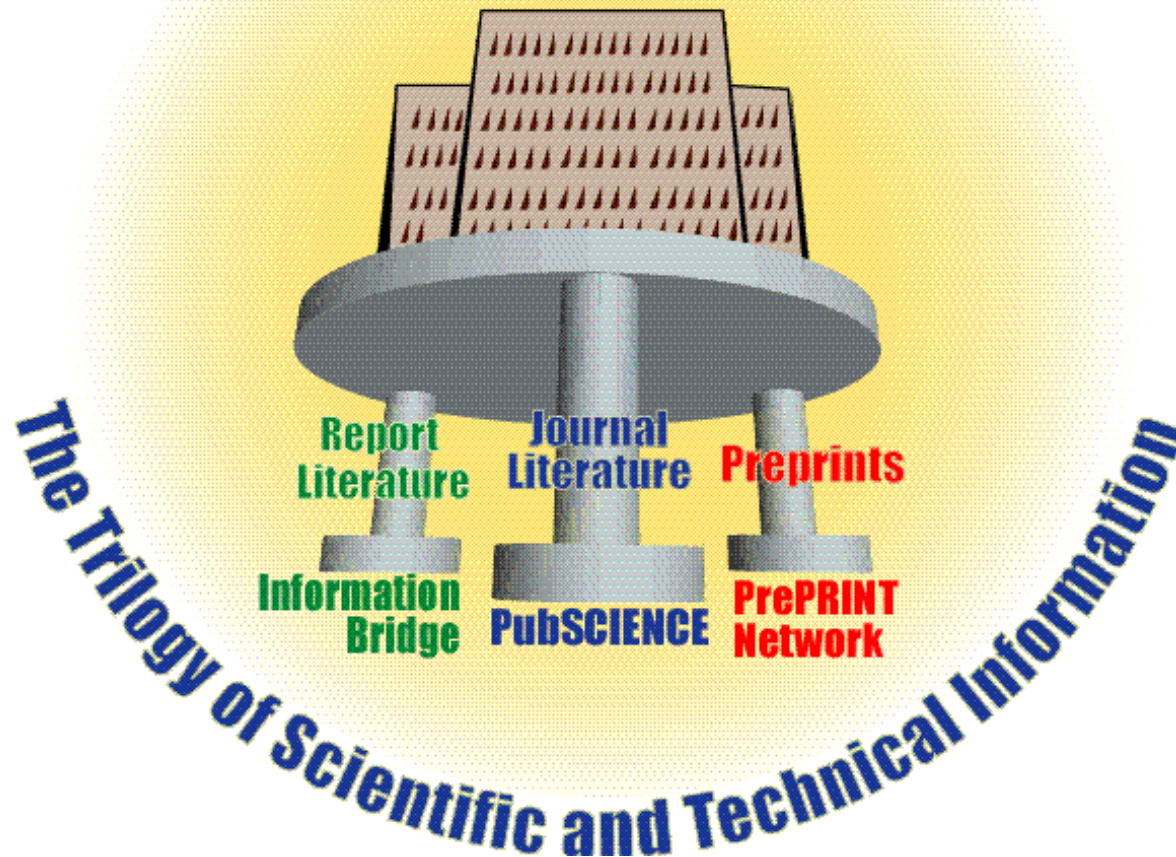 Report
Literature
Journal
Literature
Preprints
Information
Bridge
PubSCIENCE
PrePRINT
Network
The Trilogy of Scientific and Technical Information